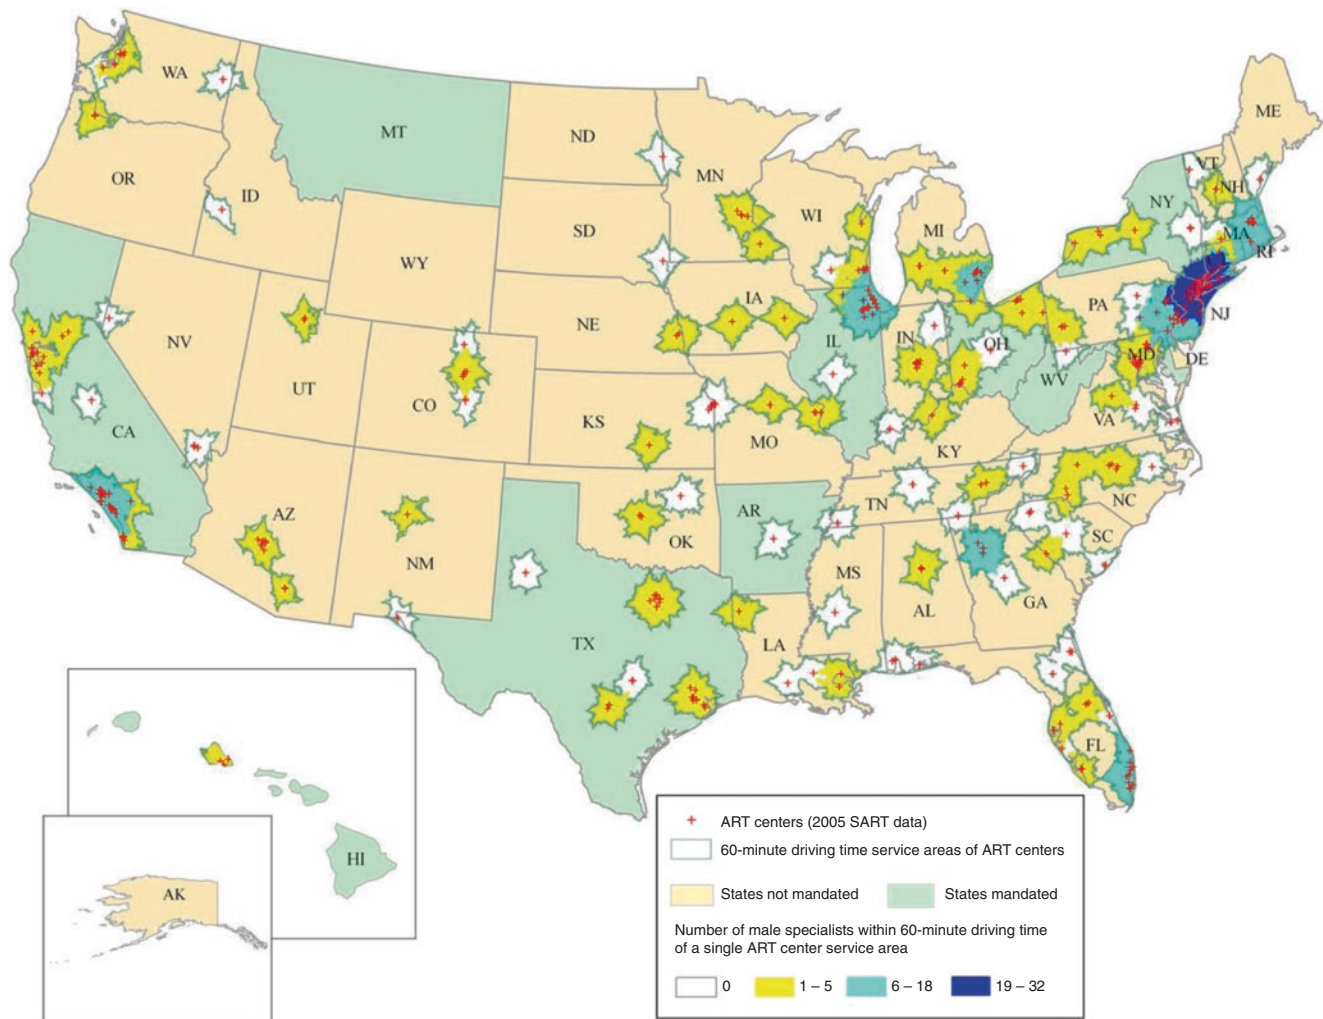 WA
MT
ND
MN
ME
OR
ID
SD
WI
MI
VT
NH
NY
MA
RI
WY
IA
NE
PA
NJ
NV
UT
CO
IL
IN
OH
MD
DE
WV
CA
KS
MO
KY
VA
AZ
NM
OK
AR
TN
NC
SC
MS
AL
GA
TX
LA
FL
HI
AK
ART centers (2005 SART data)
60-minute driving time service areas of ART centers
States not mandated States mandated
Number of male specialists within 60-minute driving time
of a single ART center service area
0 1 – 5 6 – 18 19 – 32